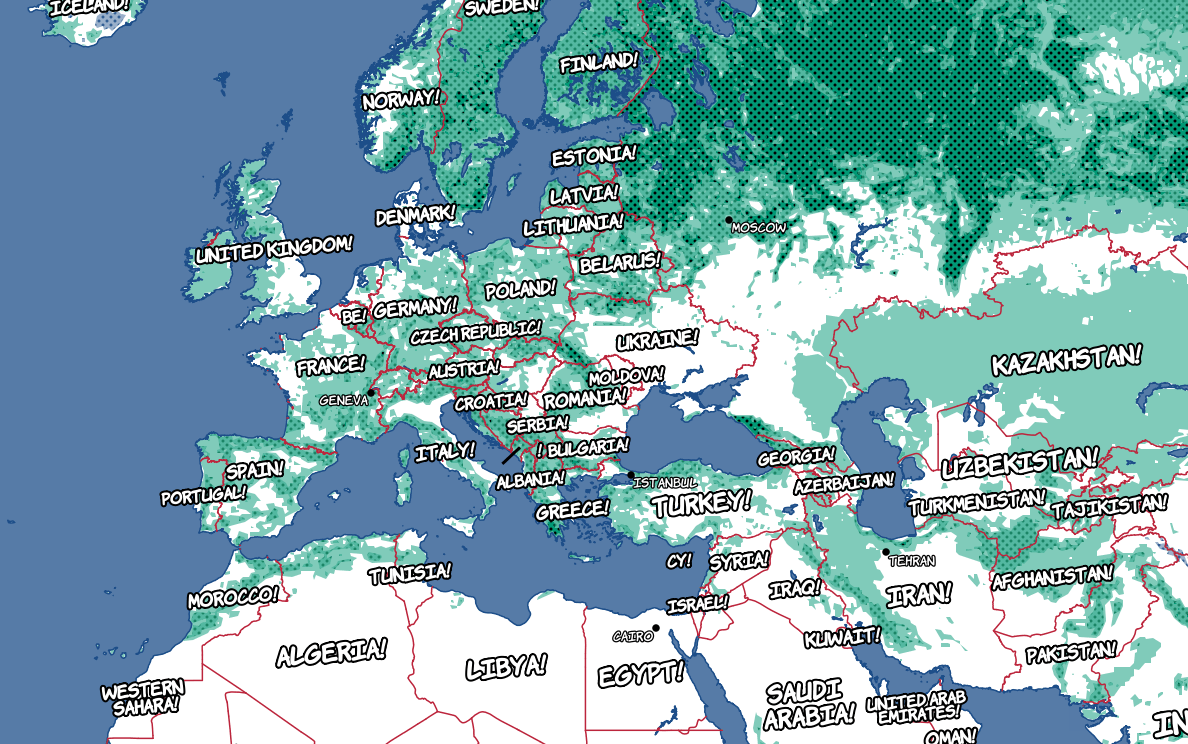 ICELAND!
SWEDEN!
FINLAND!
NORWAY!
ESTONIA!
LATVIA!
DENMARK!
LITHUANIA!
MOSCOW
UNITED KINGDOM!
BELARUS!
POLAND!
BE!
GERMANY!
CZECH REPUBLIC!
UKRAINE!
KAZAKHSTAN!
FRANCE!
AUSTRIA!
MOLDOVA!
GENEVA
CROATIA!
ROMANIA!
SERBIA!
ITALY!
!
BULGARIA!
GEORGIA!
UZBEKISTAN!
SPAIN!
ALBANIA!
ISTANBUL
AZERBAIJAN!
PORTUGAL!
GREECE!
TURKEY!
TURKMENISTAN!
TAJIKISTAN!
TUNISIA!
CY!
SYRIA!
TEHRAN
MOROCCO!
ISRAEL!
IRAQ!
IRAN!
AFGHANISTAN!
CAIRO
KUWAIT!
ALGERIA!
LIBYA!
EGYPT!
PAKISTAN!
WESTERN
SAHARA!
SAUDI
ARABIA!
UNITED ARAB
EMIRATES!
OMAN!
IN